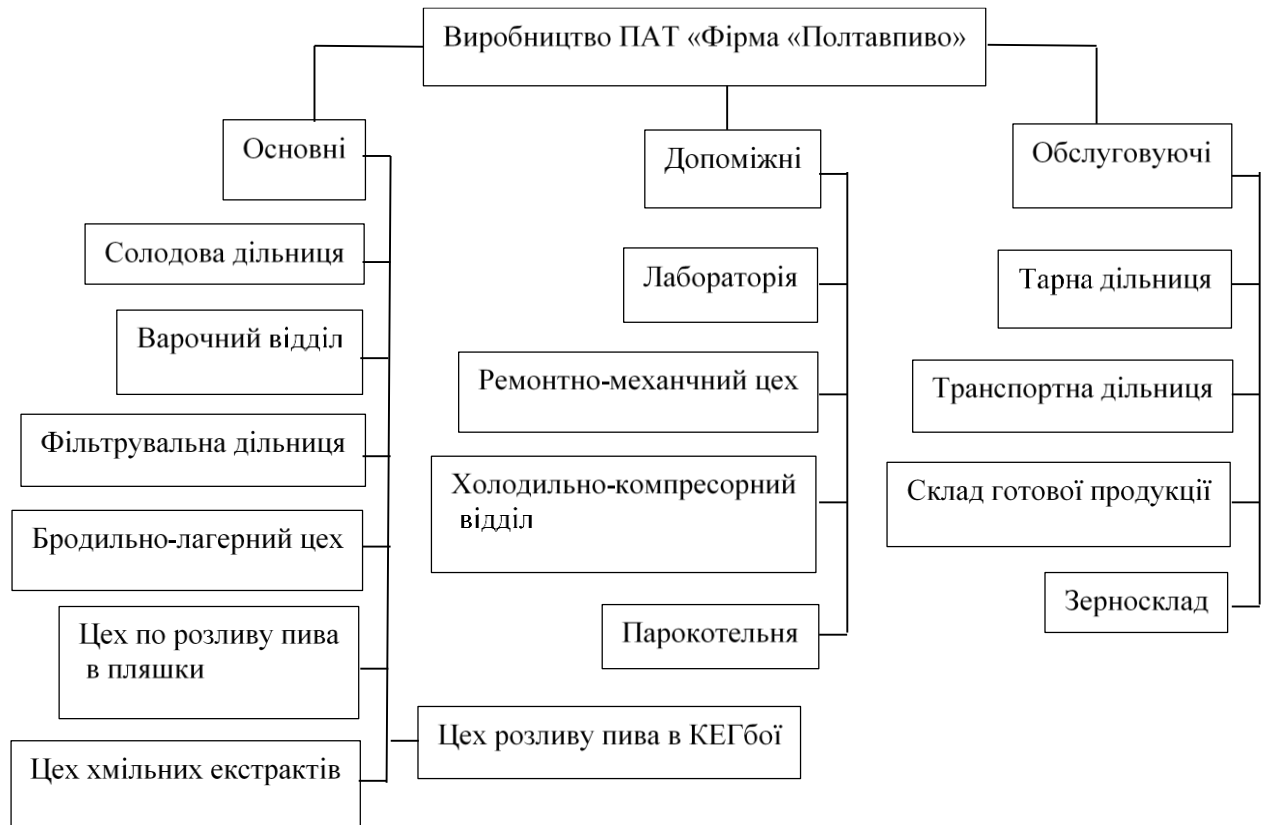 Виробництво ПАТ «Фірма «Полтавпиво»
Основні
Солодова дільниця
Варочний відділ
Фільтрувальна дільниця
Бродильно-лагерний цех
Цех по розливу пива
в пляшки
Цех хмільних екстрактів
Цех розливу пива в КЕГбої
Допоміжні
Лабораторія
Ремонтно-механчний цех
Холодильно-компресорний
відділ
Парокотельня
Обслуговуючі
Тарна дільниця
Транспортна дільниця
Склад готової продукції
Зерносклад